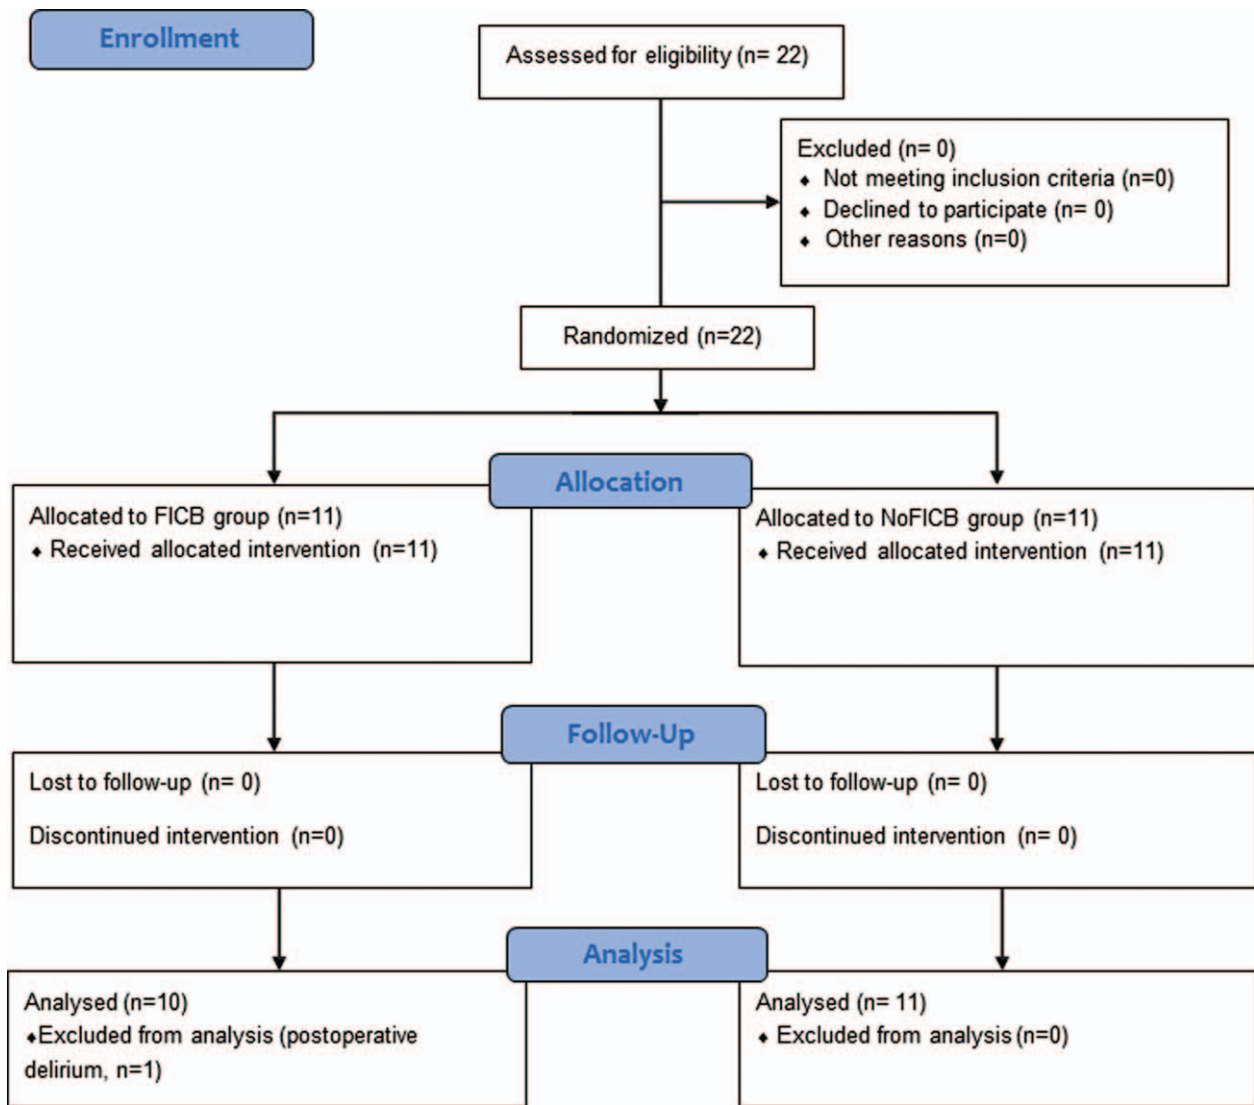 Enrollment
Assessed for eligibility (n= 22)
Excluded (n= 0)
♦ Not meeting inclusion criteria (n=0)
♦ Declined to participate (n= 0)
♦ Other reasons (n=0)
Randomized (n=22)
Allocation
Allocated to FICB group (n=11)
♦ Received allocated intervention (n=11)
Allocated to NoFICB group (n=11)
♦ Received allocated intervention (n=11)
Follow-Up
Lost to follow-up (n= 0)
Discontinued intervention (n=0)
Lost to follow-up (n= 0)
Discontinued intervention (n= 0)
Analysis
Analysed (n=10)
♦Excluded from analysis (postoperative
delirium, n=1)
Analysed (n= 11)
♦ Excluded from analysis (n=0)